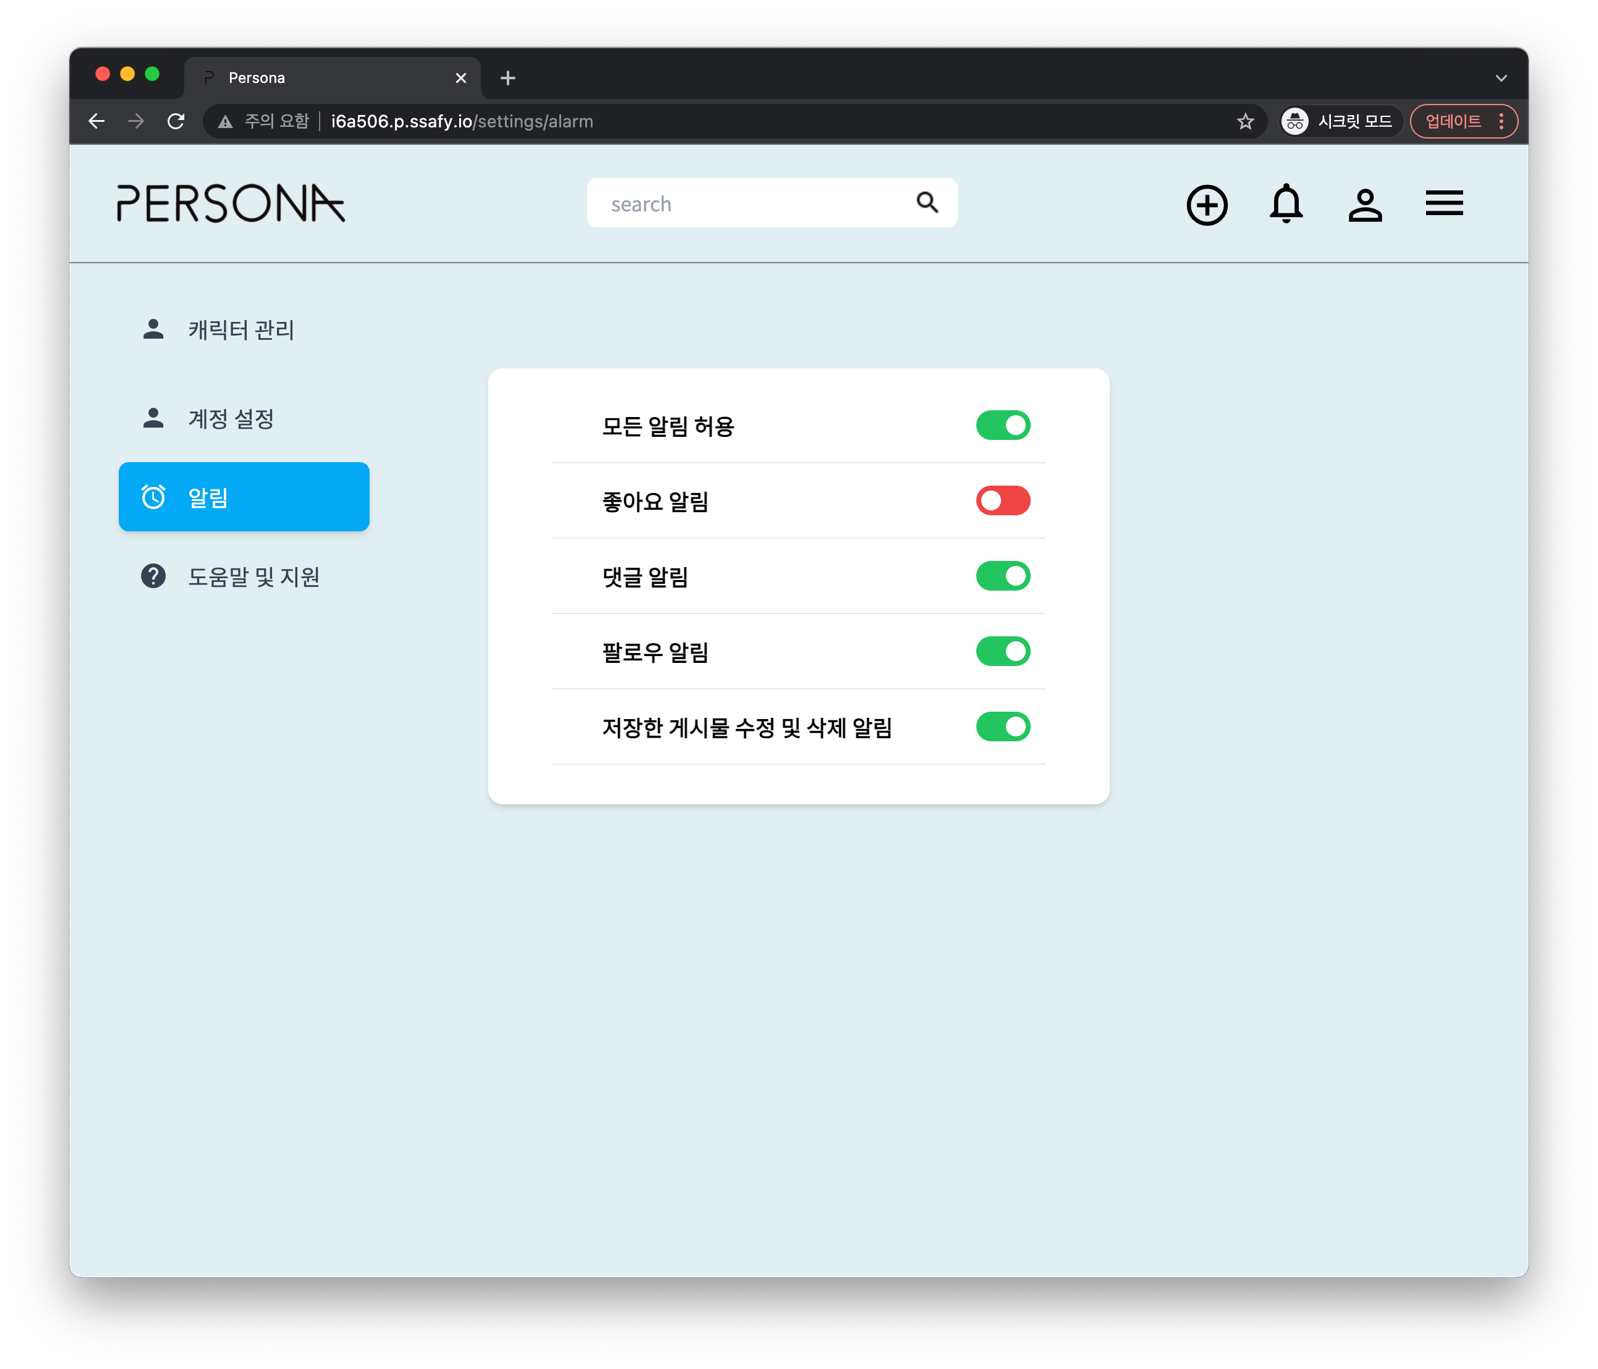 Persona
주의 요함 | i6a506.p.ssafy.io/settings/alarm
시크릿 모드
업데이트
PERSONA
search
캐릭터 관리
계정 설정
알림
도움말 및 지원
모든 알림 허용
좋아요 알림
댓글 알림
팔로우 알림
저장한 게시물 수정 및 삭제 알림